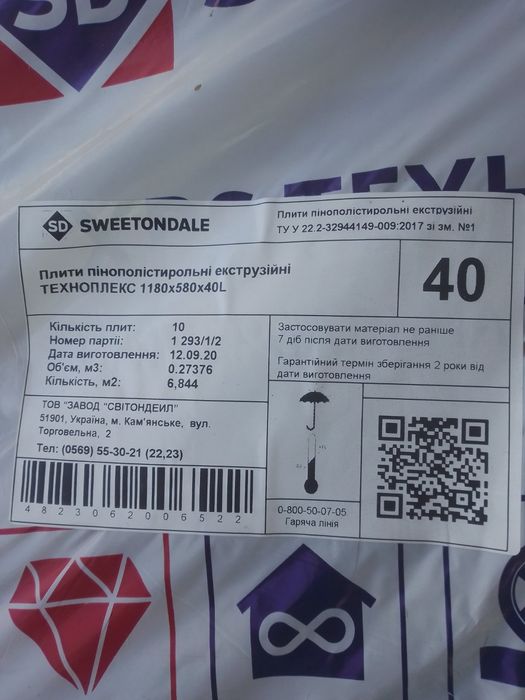 SD
ТЕХН
SD SWEETONDALE
Плити пінополістирольні екструзійні
ТУ У 22.2-32944149-009:2017 зі зм. №1
Плити пінополістирольні екструзійні
ТЕХНОПЛЕКС 1180х580х40L
40
Кількість плит: 10
Номер партії: 1 293/1/2
Дата виготовлення: 12.09.20
Об'єм, м3: 0.27376
Кількість, м2: 6,844
Застосовувати матеріал не раніше
7 діб після дати виготовлення
Гарантійний термін зберігання 2 роки від
дати виготовлення
ТОВ "ЗАВОД "СВІТОНДЕЙЛ"
51901, Україна, м. Кам'янське, вул.
Торговельна, 2
Тел: (0569) 55-30-21 (22,23)
4823062006522
0-800-50-07-05
Гаряча лінія